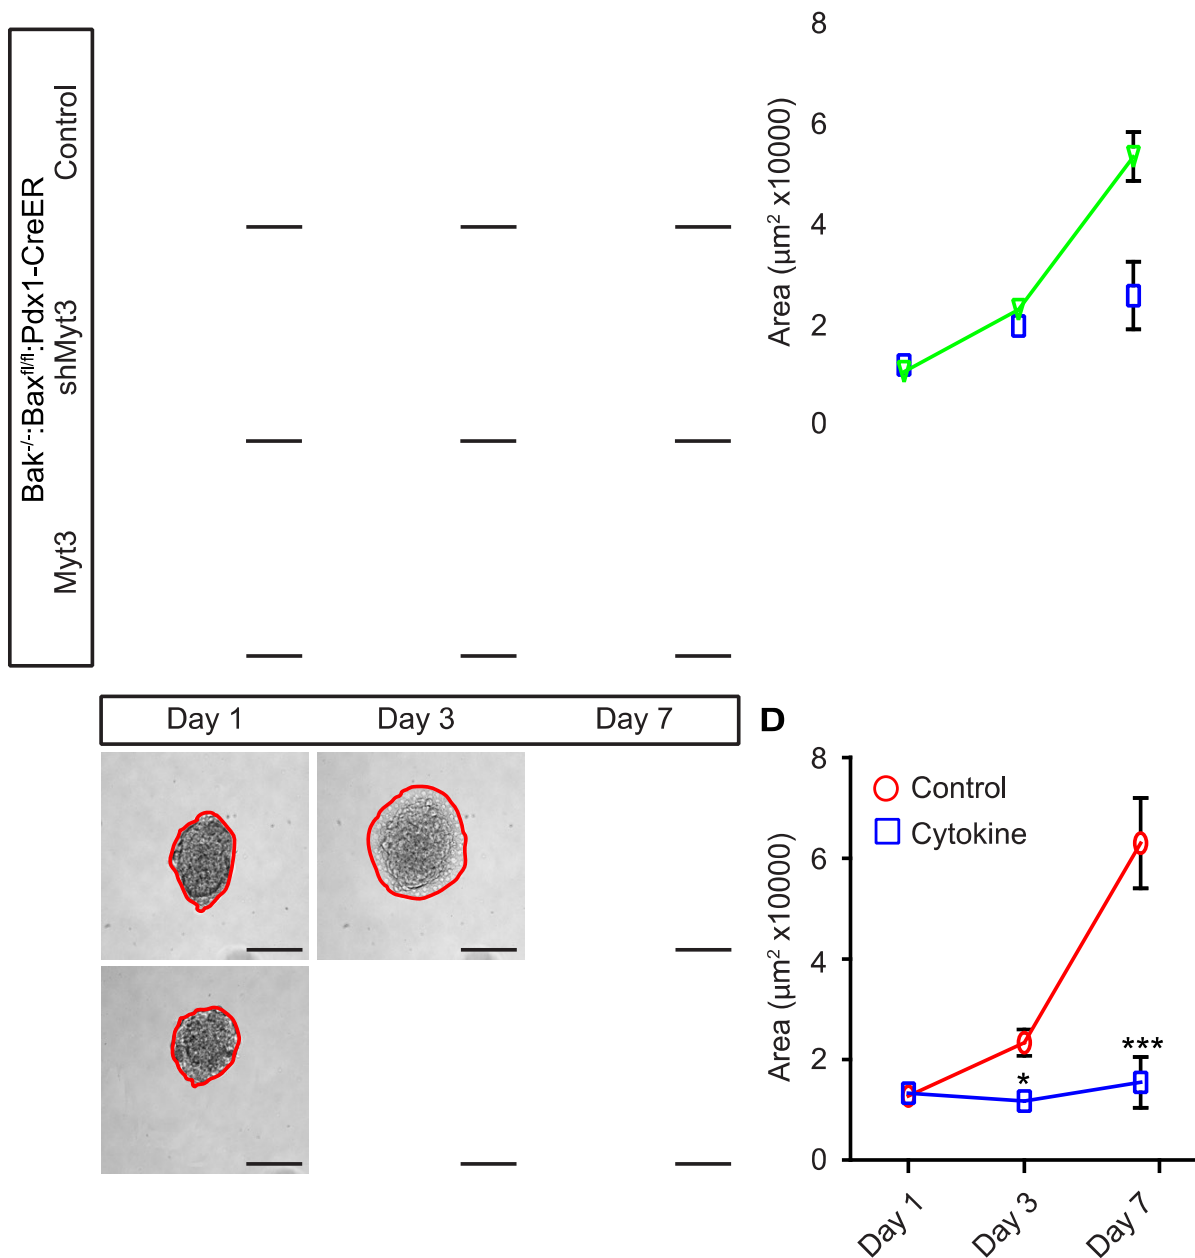 Bak-/-:Baxfl/fl:Pdx1-CreER
Control
shMyt3
Myt3
8
6
4
2
0
Area (µm² x10000)
Day 1 Day 3 Day 7
D
8
6
4
2
0
Area (µm² x10000)
Control
Cytokine
*
***
Day 1 Day 3 Day 7